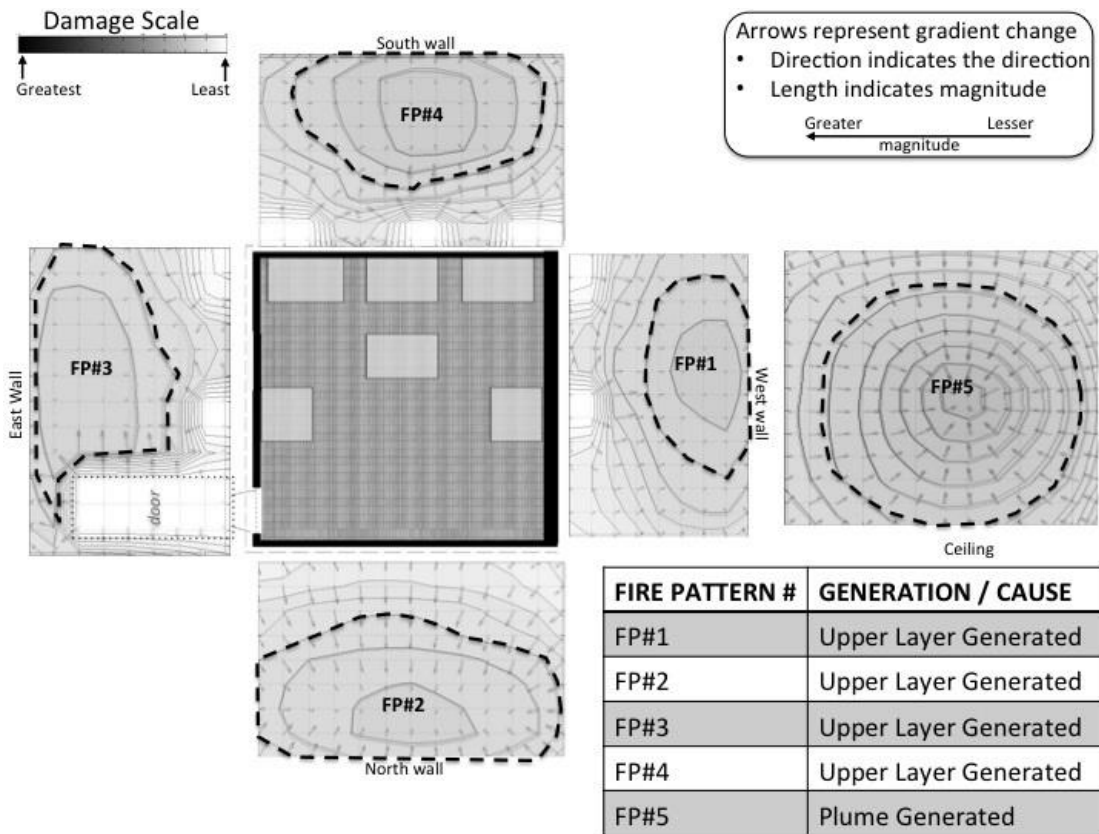 Damage Scale
Greatest
Least
South wall
FP#4
Arrows represent gradient change
• Direction indicates the direction
• Length indicates magnitude
Greater
Lesser
magnitude
East Wall
FP#3
door
FP#1
West wall
FP#5
Ceiling
FP#2
North wall
FIRE PATTERN # GENERATION / CAUSE
FP#1 Upper Layer Generated
FP#2 Upper Layer Generated
FP#3 Upper Layer Generated
FP#4 Upper Layer Generated
FP#5 Plume Generated